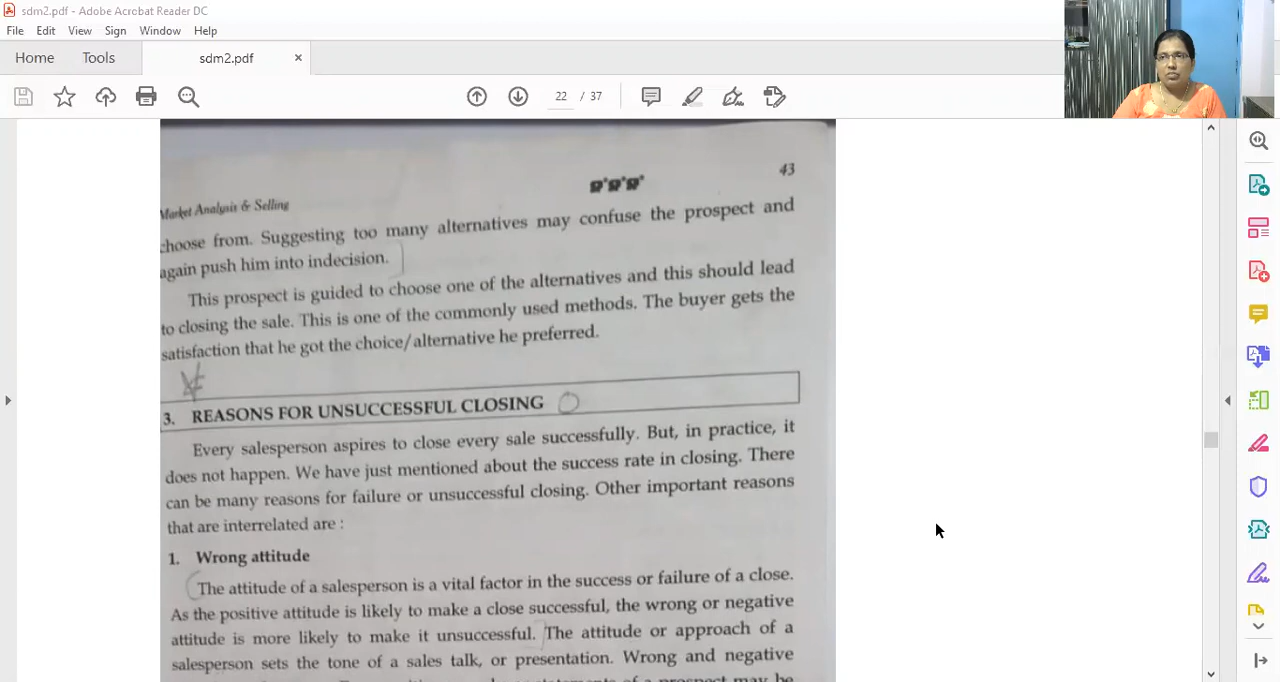 sdm2.pdf - Adobe Acrobat Reader DC
File Edit View Sign Window Help
Home Tools sdm2.pdf ×
22 / 37
43
Market Analysis & Selling
choose from. Suggesting too many alternatives may confuse the prospect and
again push him into indecision.
This prospect is guided to choose one of the alternatives and this should lead
to closing the sale. This is one of the commonly used methods. The buyer gets the
satisfaction that he got the choice/alternative he preferred.
3. REASONS FOR UNSUCCESSFUL CLOSING
Every salesperson aspires to close every sale successfully. But, in practice, it
does not happen. We have just mentioned about the success rate in closing. There
can be many reasons for failure or unsuccessful closing. Other important reasons
that are interrelated are :
1. Wrong attitude
The attitude of a salesperson is a vital factor in the success or failure of a close.
As the positive attitude is likely to make a close successful, the wrong or negative
attitude is more likely to make it unsuccessful. The attitude or approach of a
salesperson sets the tone of a sales talk, or presentation. Wrong and negative
statements of a prospect may be